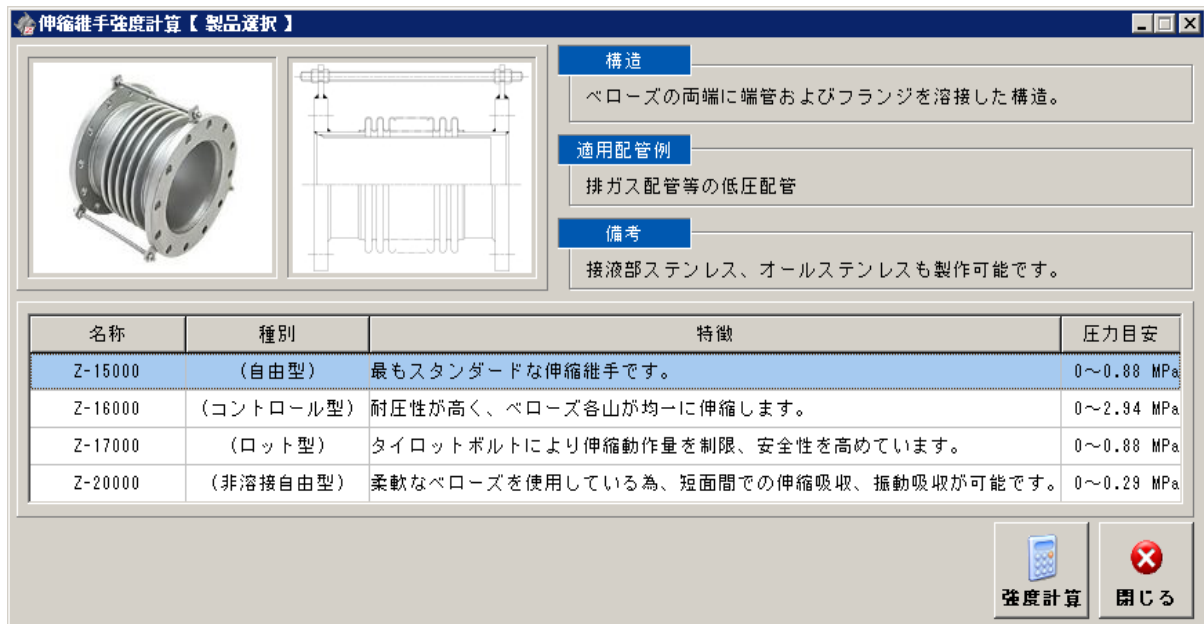 伸縮継手強度計算【 製品選択 】
構造
ベローズの両端に端管およびフランジを溶接した構造。
適用配管例
排ガス配管等の低圧配管
備考
接液部ステンレス、オールステンレスも製作可能です。
名称 種別 特徴 圧力目安
Z-15000 (自由型) 最もスタンダードな伸縮継手です。 0～0.88 MPa
Z-16000 (コントロール型) 耐圧性が高く、ベローズ各山が均一に伸縮します。 0～2.94 MPa
Z-17000 (ロット型) タイロットボルトにより伸縮動作量を制限、安全性を高めています。 0～0.88 MPa
Z-20000 (非溶接自由型) 柔軟なベローズを使用している為、短面間での伸縮吸収、振動吸収が可能です。 0～0.29 MPa
強度計算 閉じる